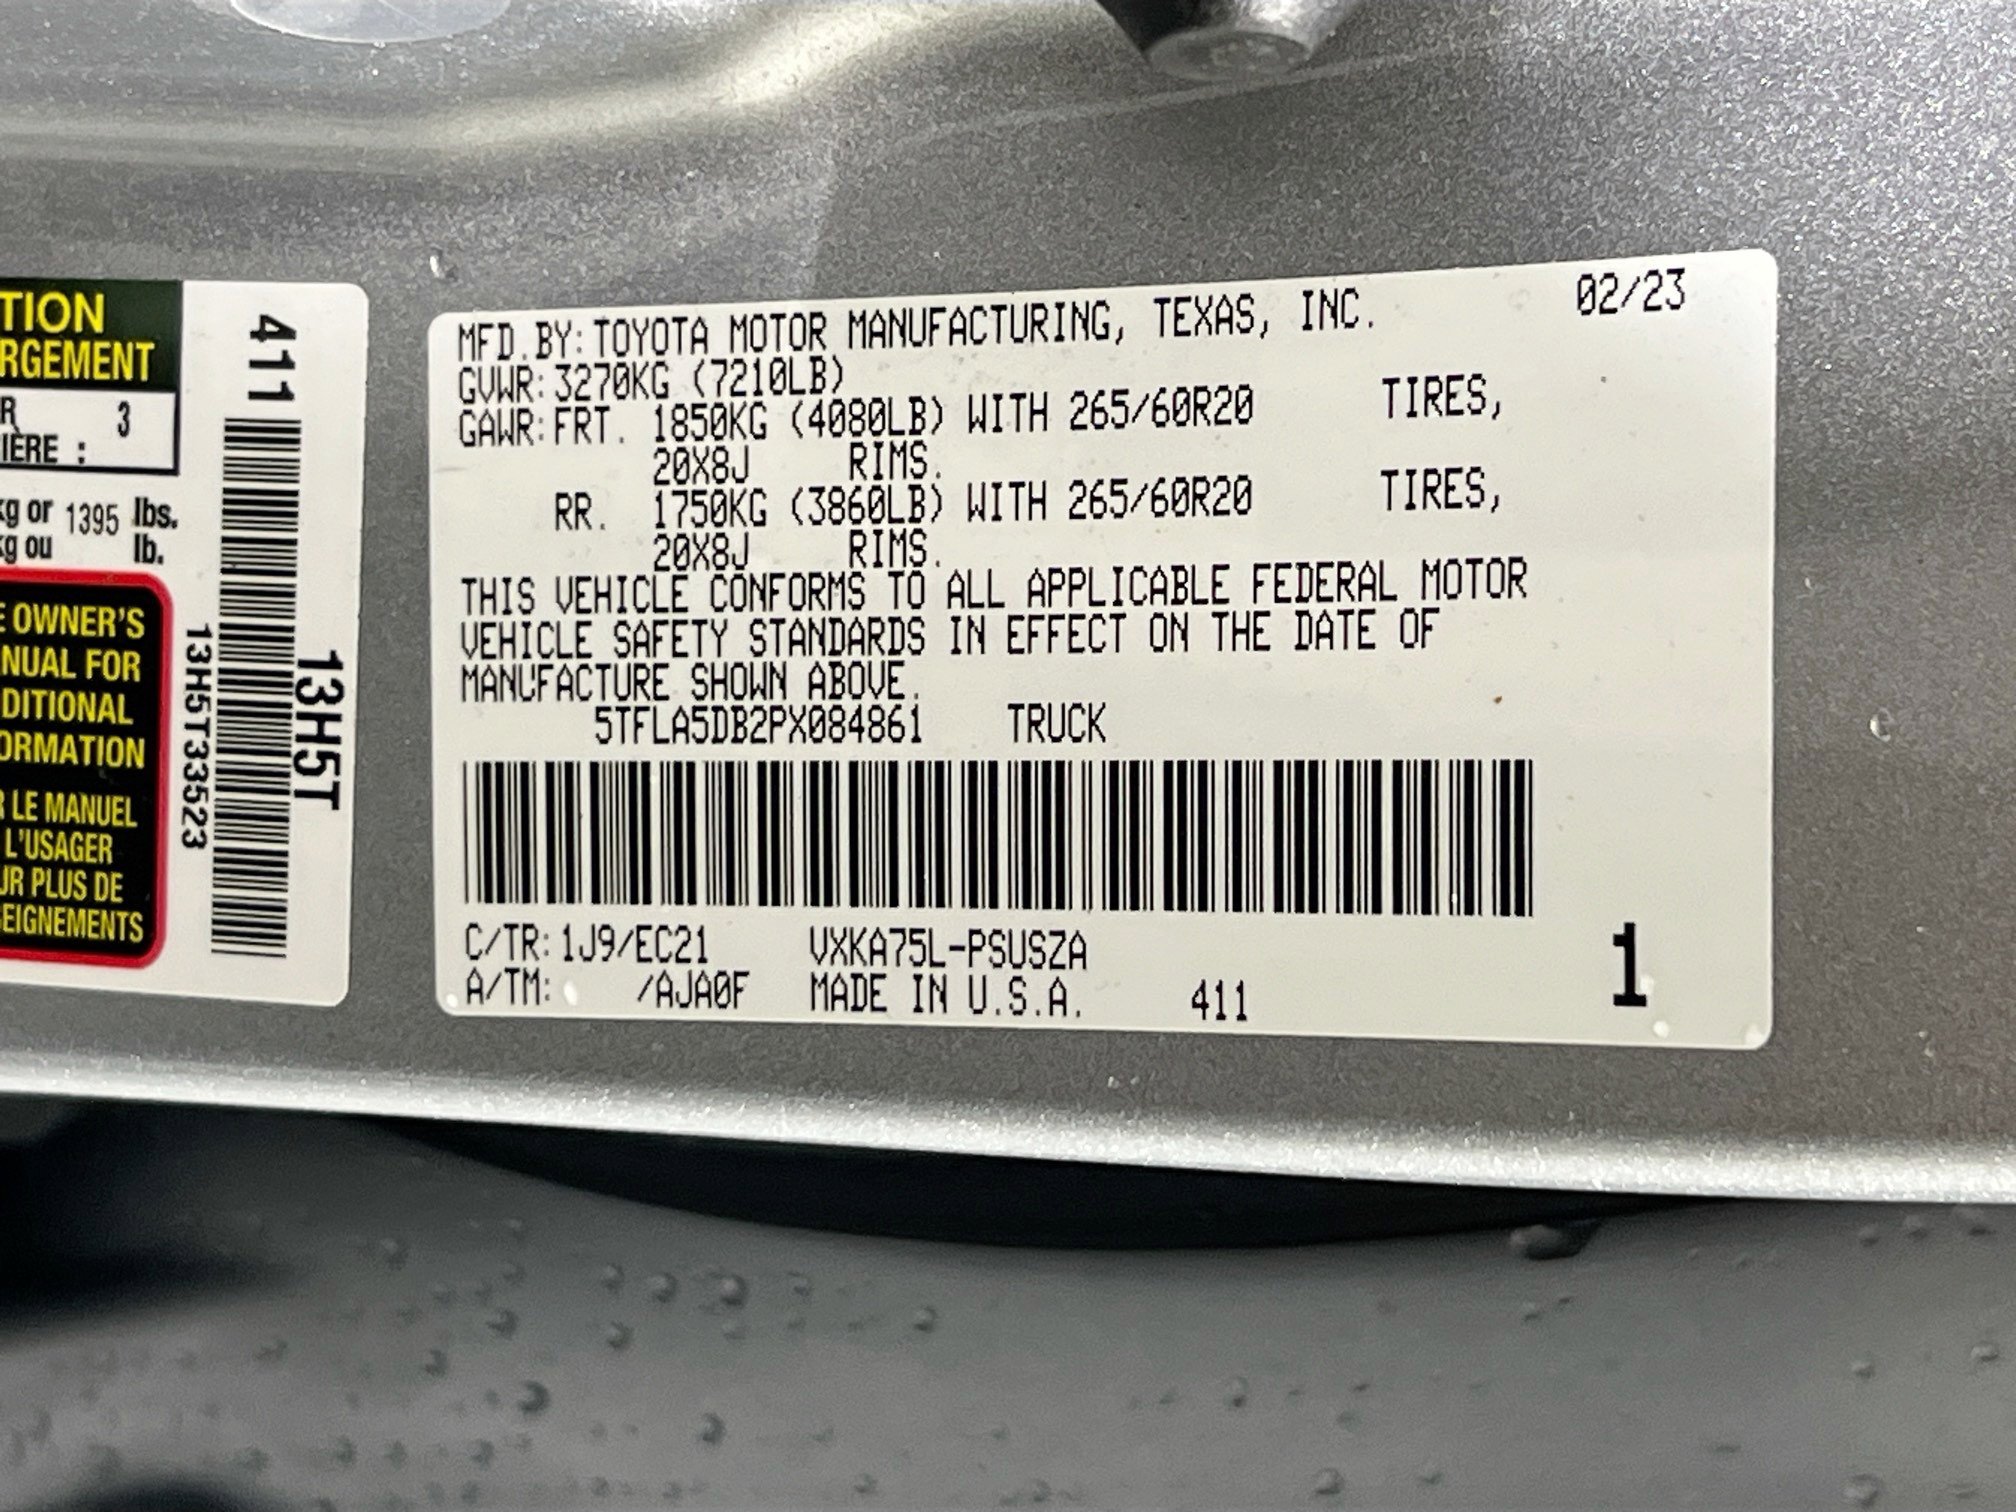 TION
RGEMENT
R 3
IÈRE :
kg or 1395 lbs.
kg ou lb.
E OWNER'S
NUAL FOR
DITIONAL
ORMATION
R LE MANUEL
L'USAGER
UR PLUS DE
SEIGNEMENTS
411
13H5T33523
13H5T
MFD.BY:TOYOTA MOTOR MANUFACTURING, TEXAS, INC. 02/23
GVWR:3270KG (7210LB)
GAWR:FRT. 1850KG (4080LB) WITH 265/60R20 TIRES,
20X8J RIMS.
RR. 1750KG (3860LB) WITH 265/60R20 TIRES,
20X8J RIMS.
THIS VEHICLE CONFORMS TO ALL APPLICABLE FEDERAL MOTOR
VEHICLE SAFETY STANDARDS IN EFFECT ON THE DATE OF
MANUFACTURE SHOWN ABOVE.
5TFLA5DB2PX084861 TRUCK
C/TR:1J9/EC21 VXKA75L-PSUSZA
A/TM: /AJA0F MADE IN U.S.A. 411
1